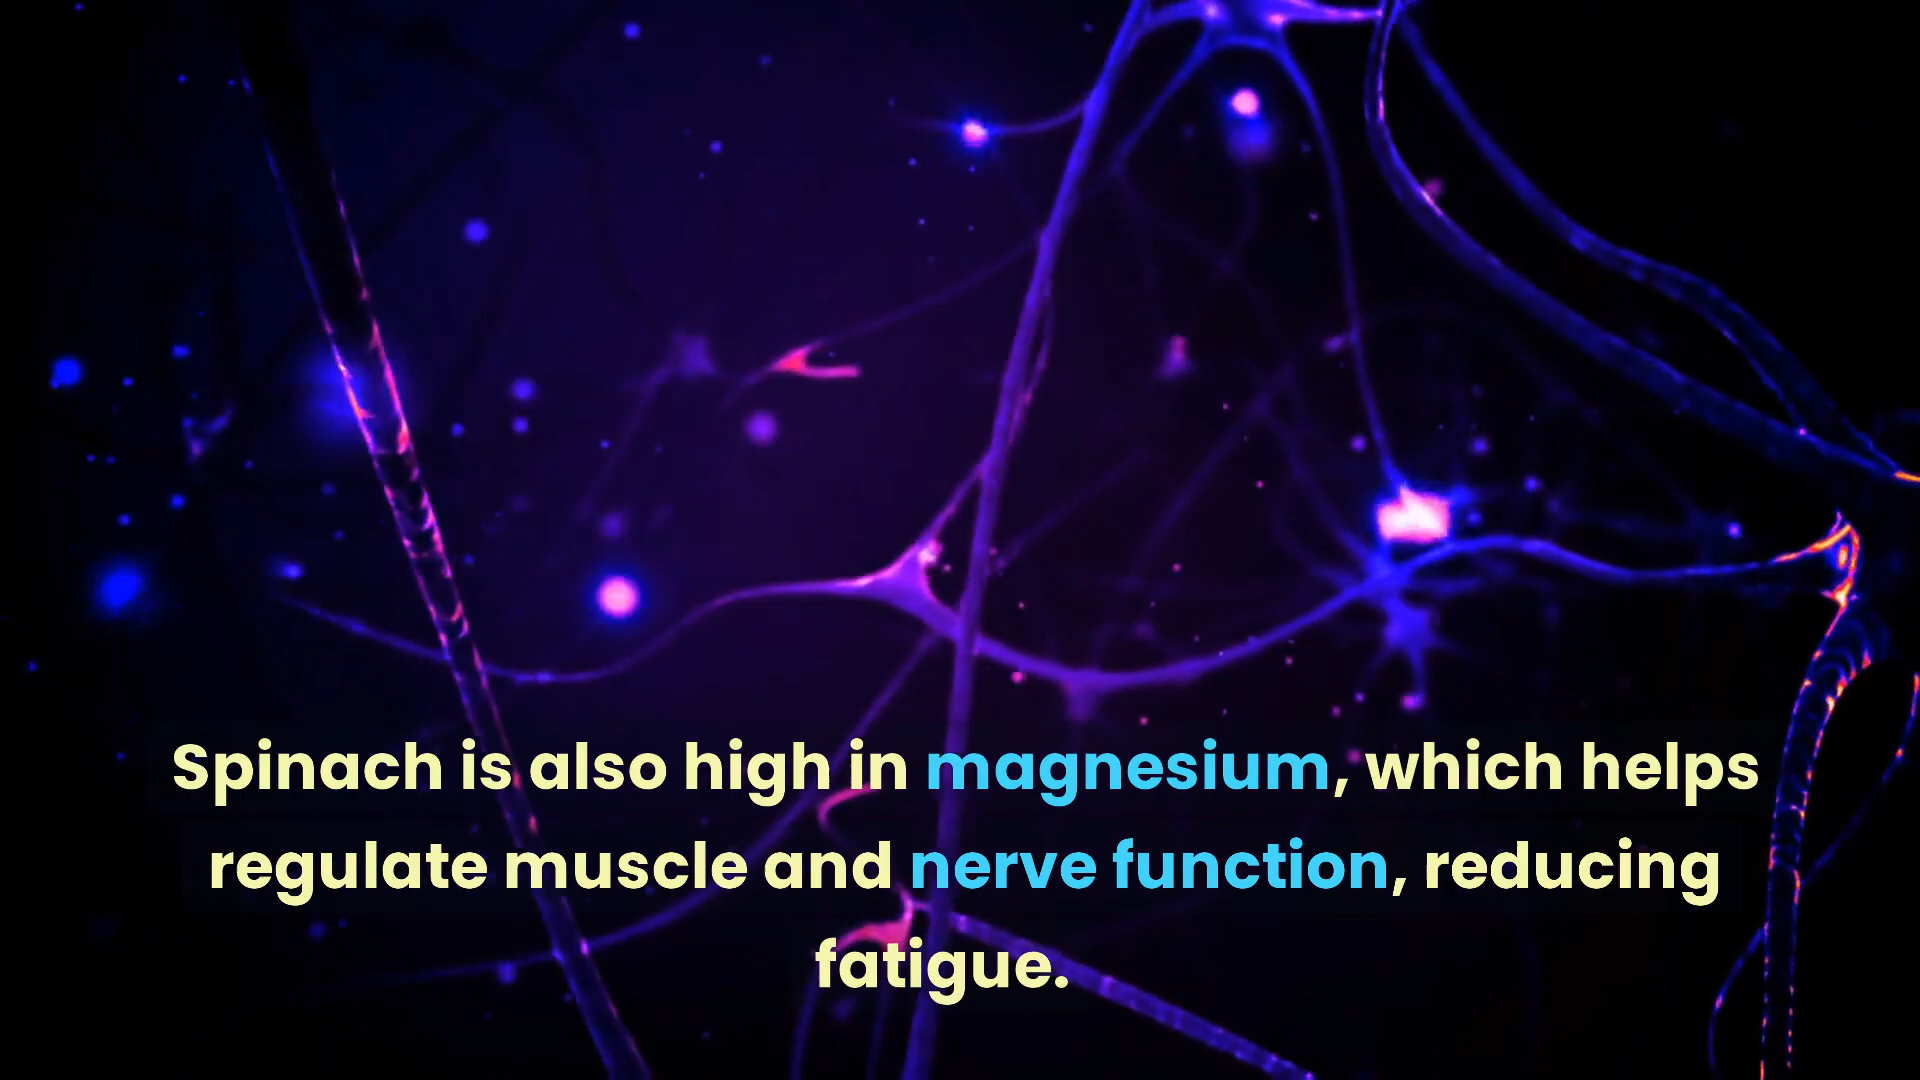 Spinach is also high in magnesium, which helps
regulate muscle and nerve function, reducing
fatigue.